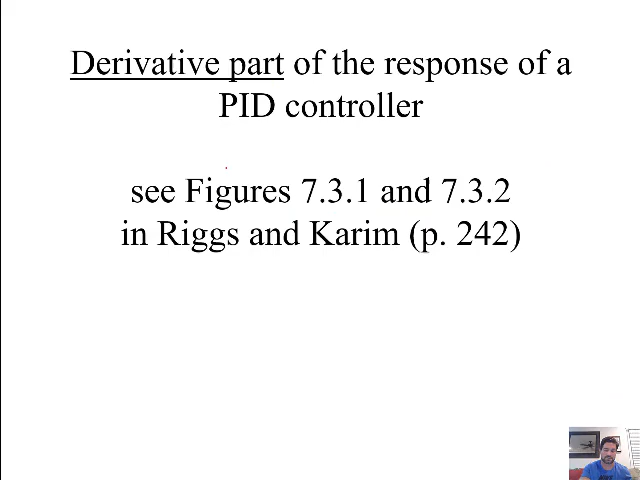 Derivative part of the response of a
PID controller
see Figures 7.3.1 and 7.3.2
in Riggs and Karim (p. 242)